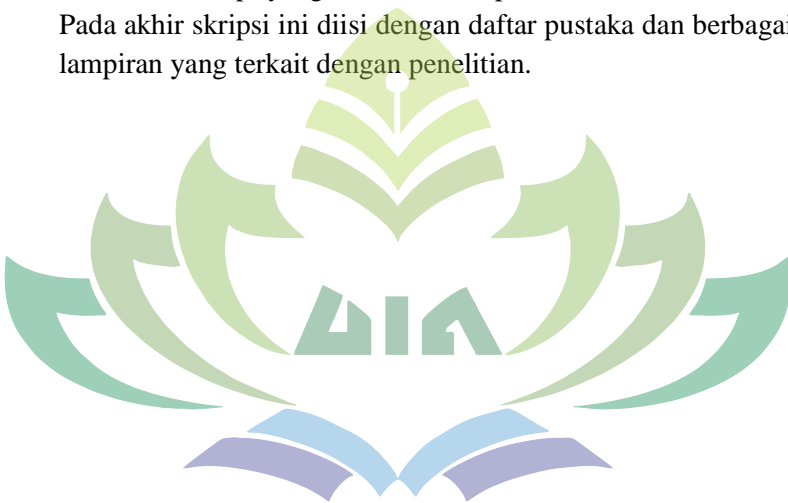 Pada akhir skripsi ini diisi dengan daftar pustaka dan berbagai
lampiran yang terkait dengan penelitian.